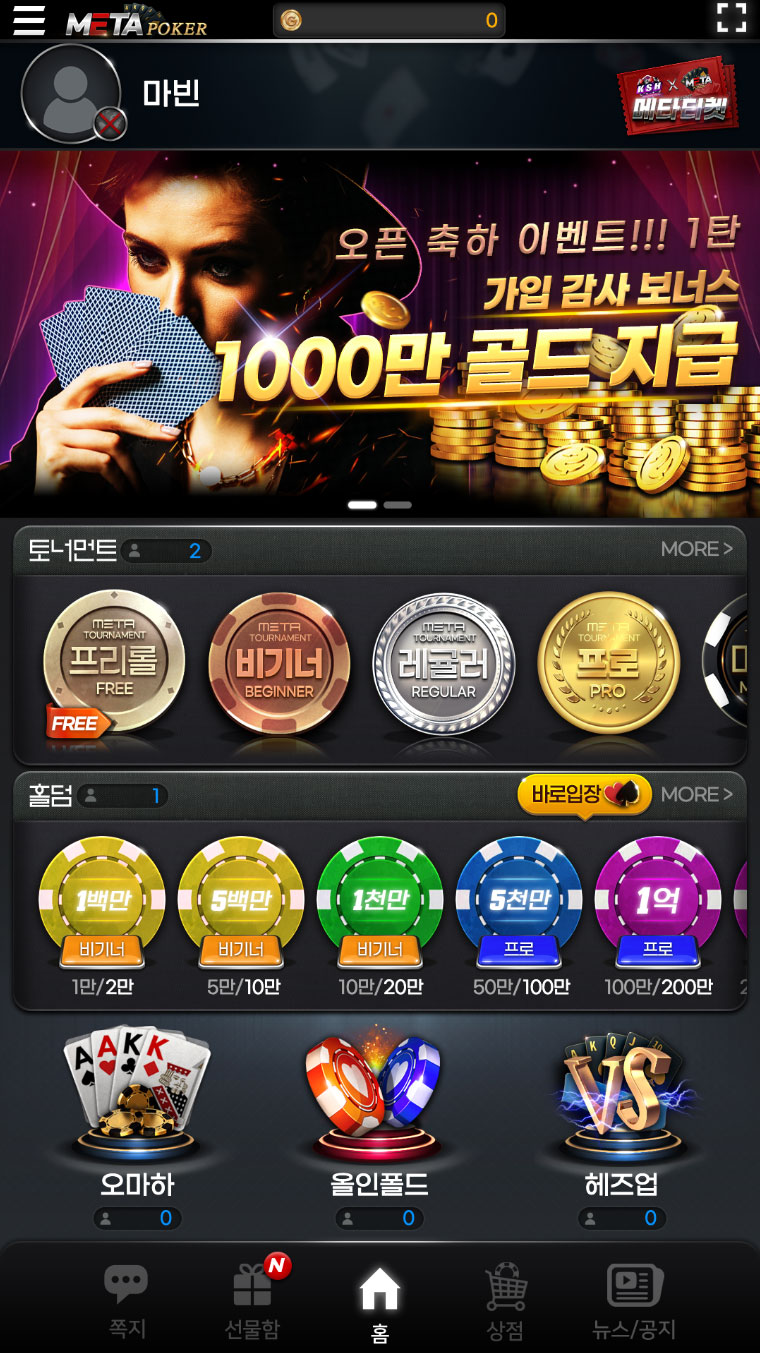 META POKER
0
마빈
KSH X META
메타티켓
오픈 축하 이벤트!!! 1탄
가입 감사 보너스
1000만 골드 지급
토너먼트 2 MORE >
META TOURNAMENT 프리롤 FREE
FREE
META TOURNAMENT 비기너 BEGINNER
META TOURNAMENT 레귤러 REGULAR
META TOURNAMENT 프로 PRO
홀덤 1 바로입장 MORE >
1백만 5백만 1천만 5천만 1억
비기너 비기너 비기너 프로 프로
1만/2만 5만/10만 10만/20만 50만/100만 100만/200만
A A K K
A K Q J 10
VS
오마하 올인폴드 헤즈업
0 0 0
N
쪽지 선물함 홈 상점 뉴스/공지